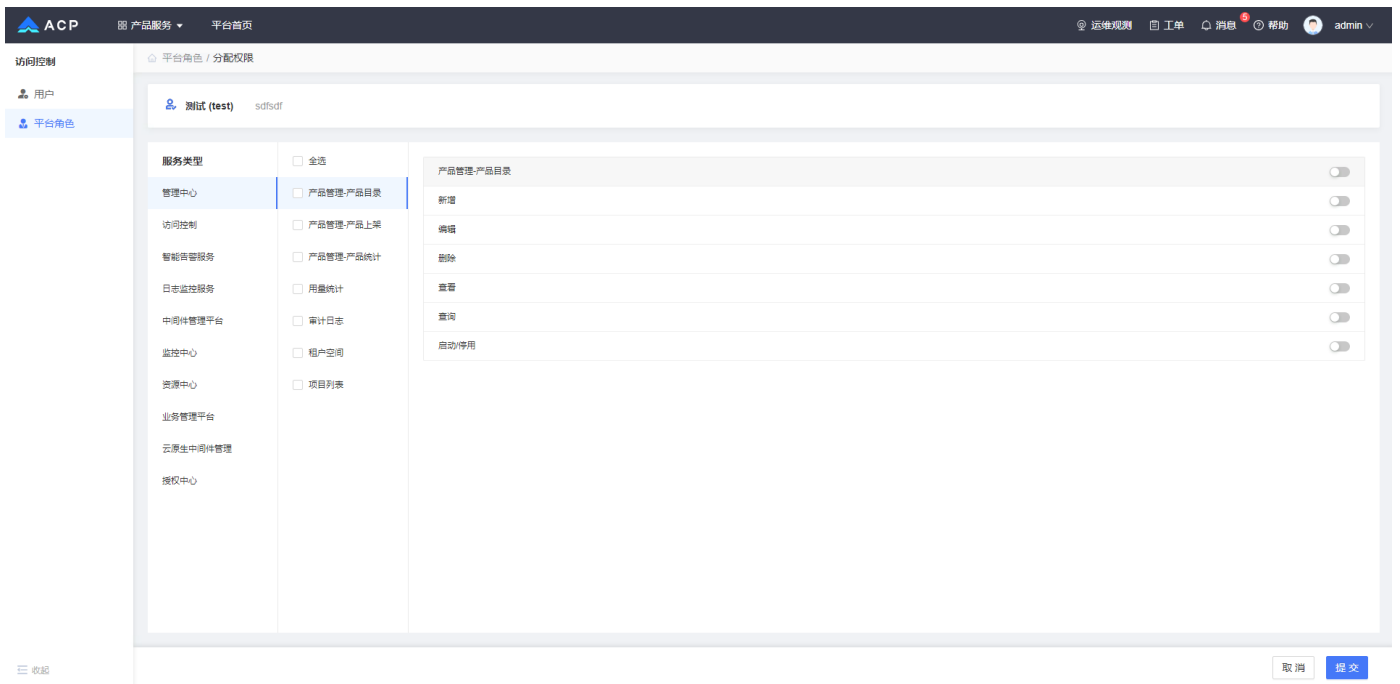 ACP 产品服务 平台首页 运维观测 工单 消息 5 帮助 admin
访问控制
用户
平台角色
平台角色 / 分配权限
测试 (test) sdfsdf
服务类型
管理中心
访问控制
智能告警服务
日志监控服务
中间件管理平台
监控中心
资源中心
业务管理平台
云原生中间件管理
授权中心
全选
产品管理-产品目录
产品管理-产品上架
产品管理-产品统计
用量统计
审计日志
租户空间
项目列表
产品管理-产品目录
新增
编辑
删除
查看
查询
启动/停用
收起
取 消
提 交